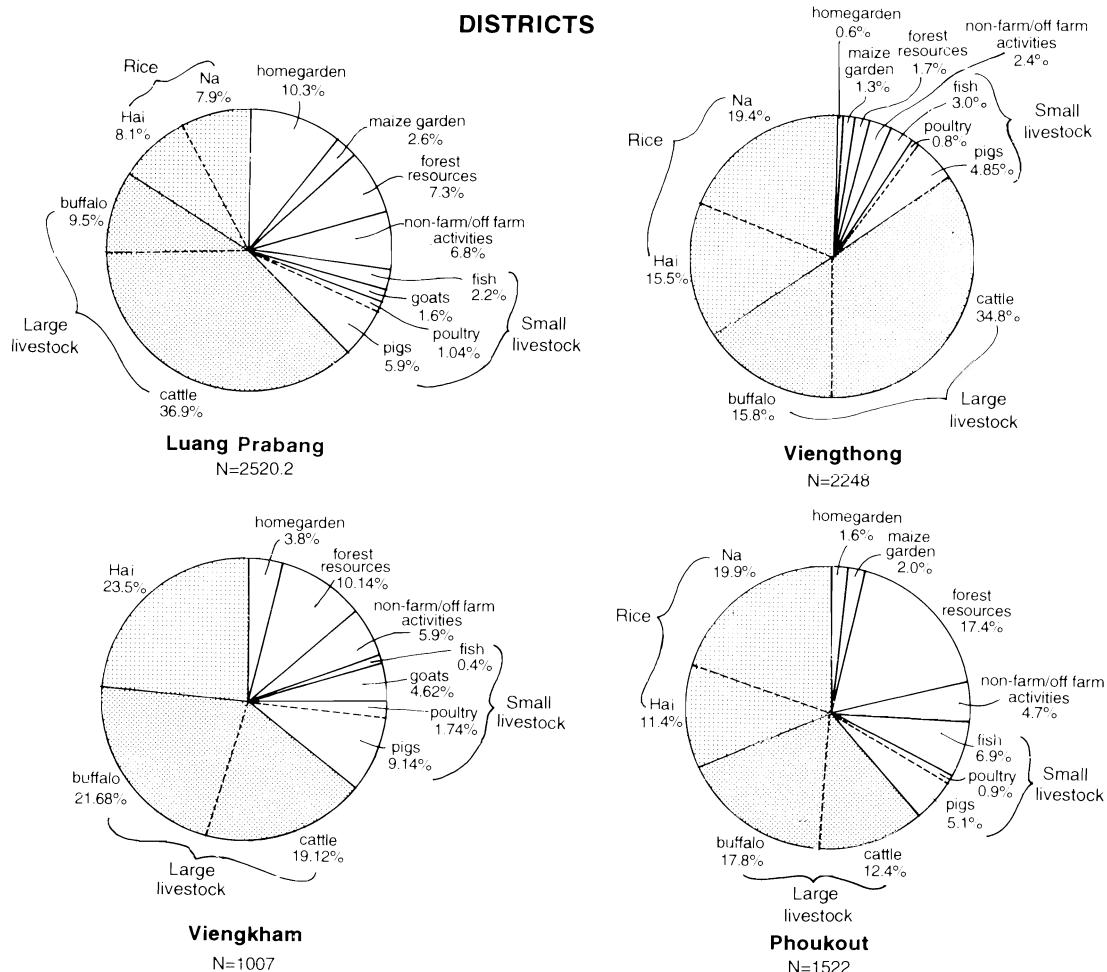 DISTRICTS
Rice
Na
7.9%
Hai
8.1%
homegarden
10.3%
maize garden
2.6%
forest
resources
7.3%
non-farm/off farm
activities
6.8%
fish
2.2%
goats
1.6%
poultry
1.04%
pigs
5.9%
Small
livestock
buffalo
9.5%
Large
livestock
cattle
36.9%
Luang Prabang
N=2520.2
homegarden
0.6%
maize
garden
1.3%
forest
resources
1.7%
non-farm/off farm
activities
2.4%
fish
3.0%
poultry
0.8%
pigs
4.85%
Small
livestock
Na
19.4%
Rice
Hai
15.5%
cattle
34.8%
buffalo
15.8%
Large
livestock
Viengthong
N=2248
homegarden
3.8%
forest
resources
10.14%
non-farm/off farm
activities
5.9%
fish
0.4%
goats
4.62%
poultry
1.74%
pigs
9.14%
Small
livestock
Hai
23.5%
buffalo
21.68%
cattle
19.12%
Large
livestock
Viengkham
N=1007
homegarden
1.6%
maize
garden
2.0%
forest
resources
17.4%
non-farm/off farm
activities
4.7%
fish
6.9%
poultry
0.9%
pigs
5.1%
Small
livestock
Na
19.9%
Rice
Hai
11.4%
buffalo
17.8%
cattle
12.4%
Large
livestock
Phoukout
N=1522